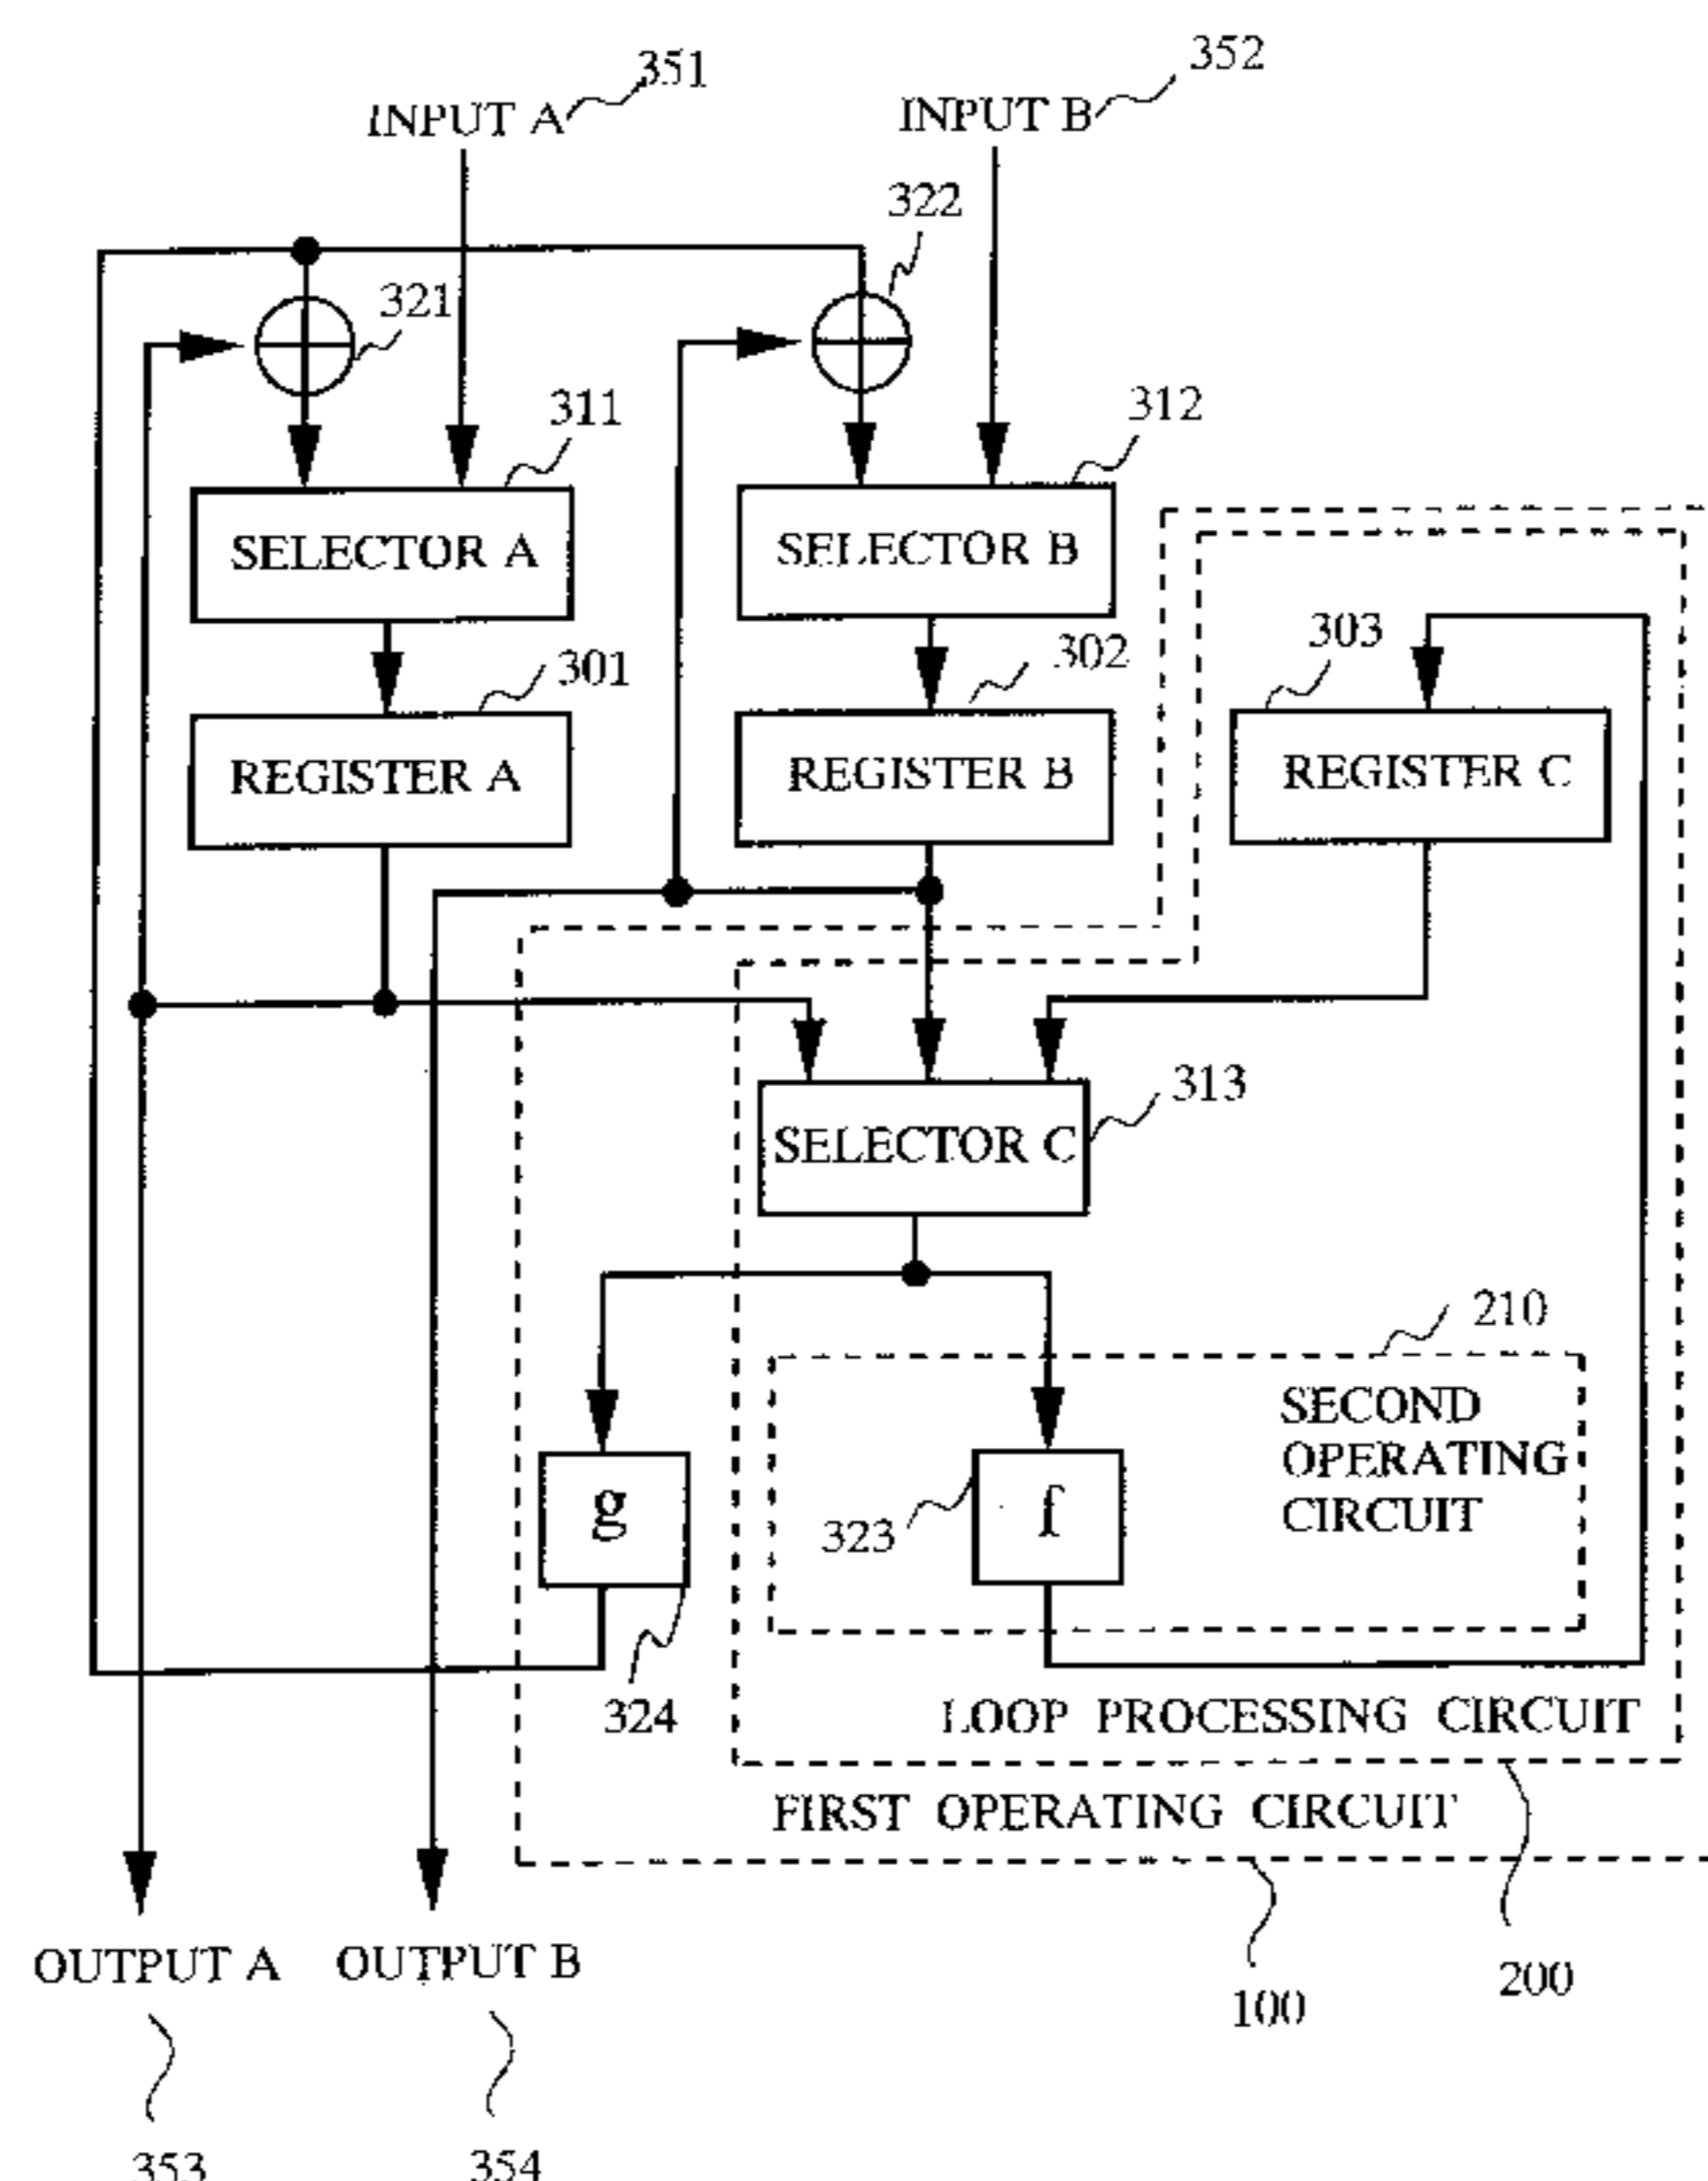 351
352
INPUT A
INPUT B
322
321
311
312
SELECTOR A
SELECTOR B
303
301
302
REGISTER A
REGISTER B
REGISTER C
313
SELECTOR C
210
SECOND
OPERATING
CIRCUIT
g
f
323
324
LOOP PROCESSING CIRCUIT
FIRST OPERATING CIRCUIT
OUTPUT A
OUTPUT B
200
100
353
354